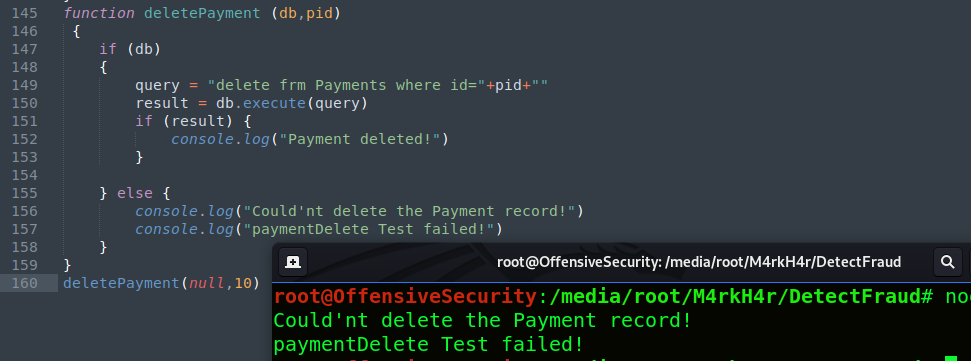 145 function deletePayment (db,pid)
146 {
147 if (db)
148 {
149 query = "delete frm Payments where id="+pid+""
150 result = db.execute(query)
151 if (result) {
152 console.log("Payment deleted!")
153 }
154
155 } else {
156 console.log("Could'nt delete the Payment record!")
157 console.log("paymentDelete Test failed!")
158 }
159 }
160 deletePayment(null,10)
root@OffensiveSecurity: /media/root/M4rkH4r/DetectFraud
root@OffensiveSecurity:/media/root/M4rkH4r/DetectFraud#
Could'nt delete the Payment record!
paymentDelete Test failed!